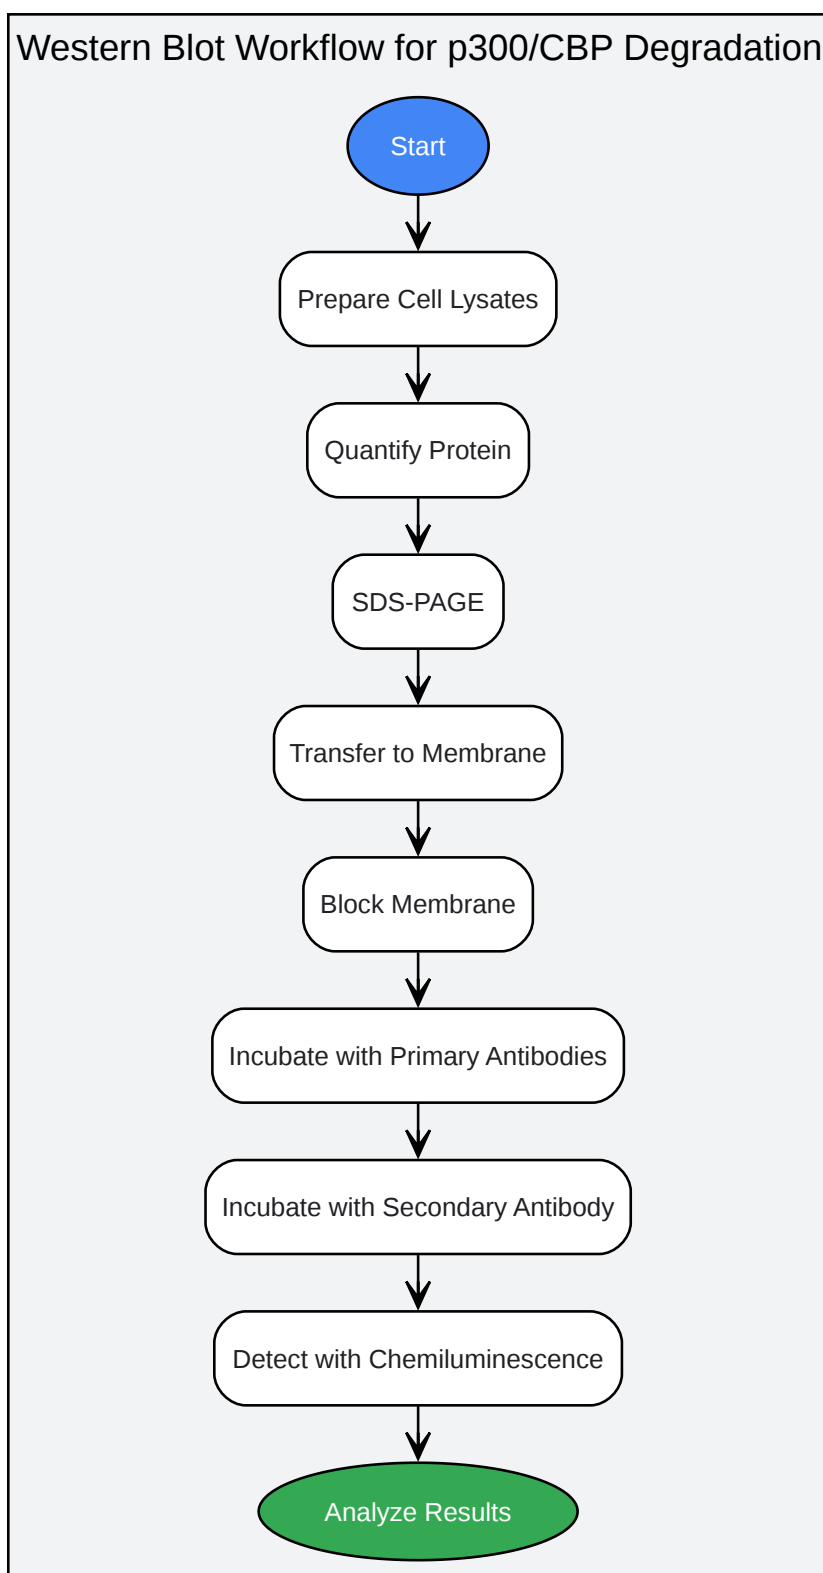 Western Blot Workflow for p300/CBP Degradation
Start
Prepare Cell Lysates
Quantify Protein
SDS-PAGE
Transfer to Membrane
Block Membrane
Incubate with Primary Antibodies
Incubate with Secondary Antibody
Detect with Chemiluminescence
Analyze Results